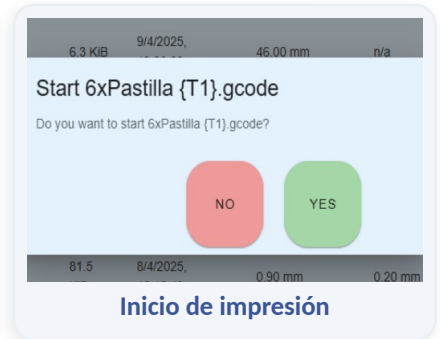 6.3 KiB 9/4/2025, 46.00 mm n/a
Start 6xPastilla {T1}.gcode
Do you want to start 6xPastilla {T1}.gcode?
NO YES
81.5 8/4/2025, 0.90 mm 0.20 mm
Inicio de impresión